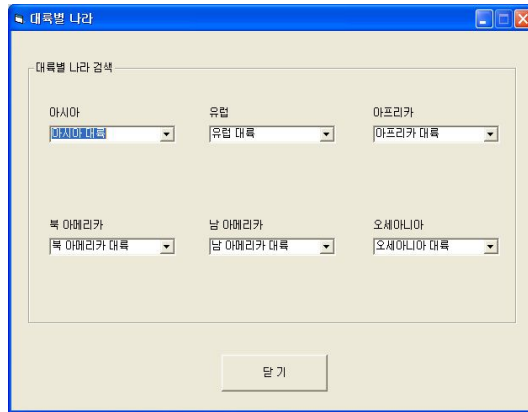 대륙별 나라
대륙별 나라 검색
아시아 유럽 아프리카
아시아 대륙 유럽 대륙 아프리카 대륙
북 아메리카 남 아메리카 오세아니아
북 아메리카 대륙 남 아메리카 대륙 오세아니아 대륙
닫 기